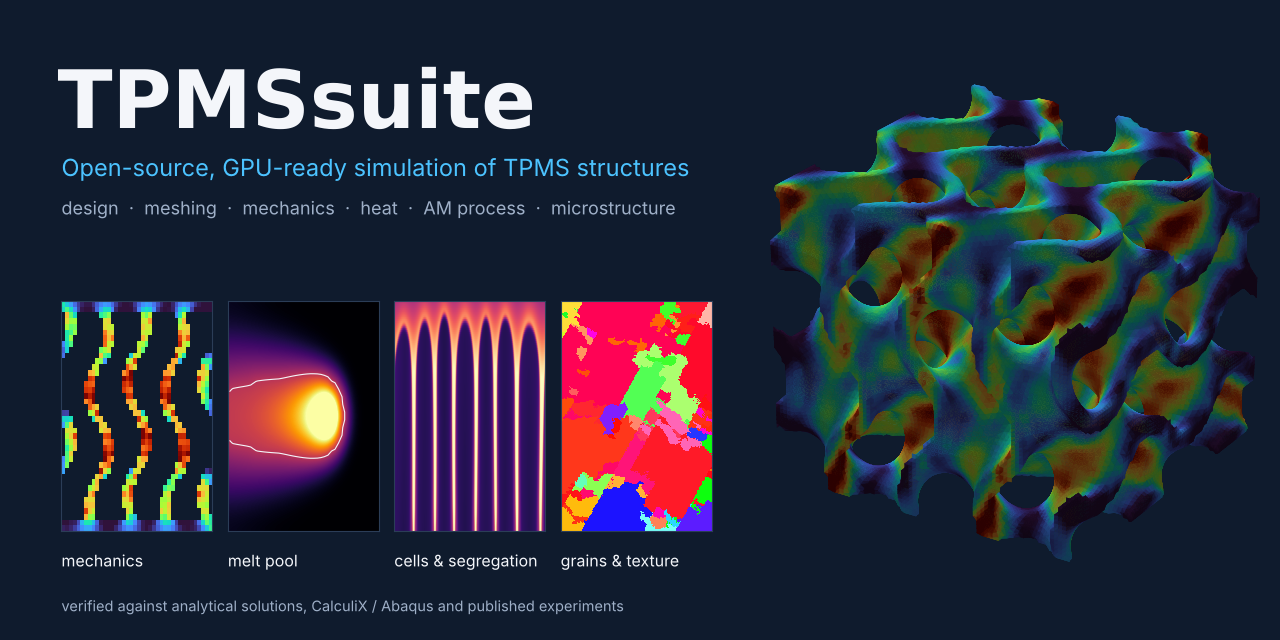 TPMSsuite
Open-source, GPU-ready simulation of TPMS structures
design · meshing · mechanics · heat · AM process · microstructure
mechanics
melt pool
cells & segregation
grains & texture
verified against analytical solutions, CalculiX / Abaqus and published experiments